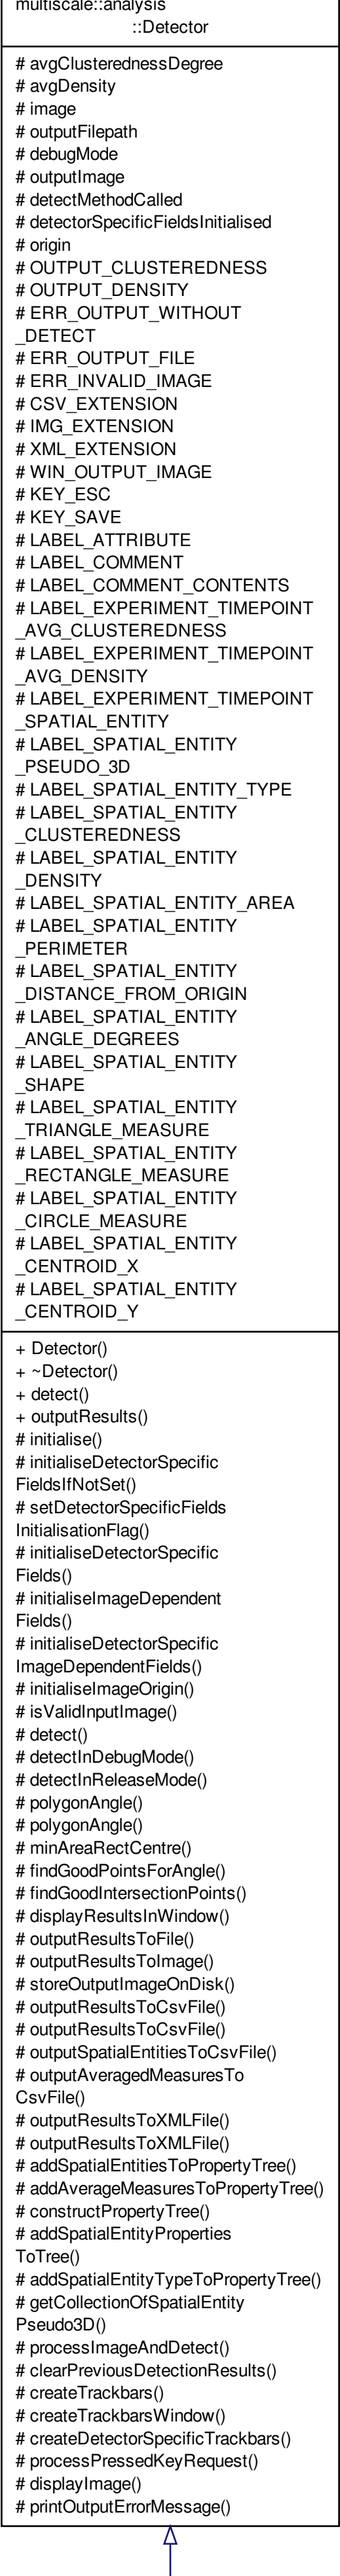 multiscale::analysis
::Detector
# avgClusterednessDegree
# avgDensity
# image
# outputFilepath
# debugMode
# outputImage
# detectMethodCalled
# detectorSpecificFieldsInitialised
# origin
# OUTPUT_CLUSTEREDNESS
# OUTPUT_DENSITY
# ERR_OUTPUT_WITHOUT
_DETECT
# ERR_OUTPUT_FILE
# ERR_INVALID_IMAGE
# CSV_EXTENSION
# IMG_EXTENSION
# XML_EXTENSION
# WIN_OUTPUT_IMAGE
# KEY_ESC
# KEY_SAVE
# LABEL_ATTRIBUTE
# LABEL_COMMENT
# LABEL_COMMENT_CONTENTS
# LABEL_EXPERIMENT_TIMEPOINT
_AVG_CLUSTEREDNESS
# LABEL_EXPERIMENT_TIMEPOINT
_AVG_DENSITY
# LABEL_EXPERIMENT_TIMEPOINT
_SPATIAL_ENTITY
# LABEL_SPATIAL_ENTITY
_PSEUDO_3D
# LABEL_SPATIAL_ENTITY_TYPE
# LABEL_SPATIAL_ENTITY
_CLUSTEREDNESS
# LABEL_SPATIAL_ENTITY
_DENSITY
# LABEL_SPATIAL_ENTITY_AREA
# LABEL_SPATIAL_ENTITY
_PERIMETER
# LABEL_SPATIAL_ENTITY
_DISTANCE_FROM_ORIGIN
# LABEL_SPATIAL_ENTITY
_ANGLE_DEGREES
# LABEL_SPATIAL_ENTITY
_SHAPE
# LABEL_SPATIAL_ENTITY
_TRIANGLE_MEASURE
# LABEL_SPATIAL_ENTITY
_RECTANGLE_MEASURE
# LABEL_SPATIAL_ENTITY
_CIRCLE_MEASURE
# LABEL_SPATIAL_ENTITY
_CENTROID_X
# LABEL_SPATIAL_ENTITY
_CENTROID_Y
+ Detector()
+ ~Detector()
+ detect()
+ outputResults()
# initialise()
# initialiseDetectorSpecific
FieldsIfNotSet()
# setDetectorSpecificFields
InitialisationFlag()
# initialiseDetectorSpecific
Fields()
# initialiseImageDependent
Fields()
# initialiseDetectorSpecific
ImageDependentFields()
# initialiseImageOrigin()
# isValidInputImage()
# detect()
# detectInDebugMode()
# detectInReleaseMode()
# polygonAngle()
# polygonAngle()
# minAreaRectCentre()
# findGoodPointsForAngle()
# findGoodIntersectionPoints()
# displayResultsInWindow()
# outputResultsToFile()
# outputResultsToImage()
# storeOutputImageOnDisk()
# outputResultsToCsvFile()
# outputResultsToCsvFile()
# outputSpatialEntitiesToCsvFile()
# outputAveragedMeasuresTo
CsvFile()
# outputResultsToXMLFile()
# outputResultsToXMLFile()
# addSpatialEntitiesToPropertyTree()
# addAverageMeasuresToPropertyTree()
# constructPropertyTree()
# addSpatialEntityProperties
ToTree()
# addSpatialEntityTypeToPropertyTree()
# getCollectionOfSpatialEntity
Pseudo3D()
# processImageAndDetect()
# clearPreviousDetectionResults()
# createTrackbars()
# createTrackbarsWindow()
# createDetectorSpecificTrackbars()
# processPressedKeyRequest()
# displayImage()
# printOutputErrorMessage()